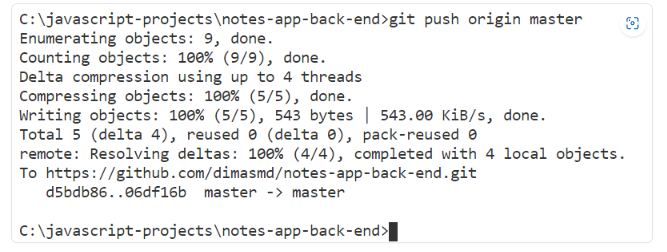 C:\javascript-projects\notes-app-back-end>git push origin master
Enumerating objects: 9, done.
Counting objects: 100% (9/9), done.
Delta compression using up to 4 threads
Compressing objects: 100% (5/5), done.
Writing objects: 100% (5/5), 543 bytes | 543.00 KiB/s, done.
Total 5 (delta 4), reused 0 (delta 0), pack-reused 0
remote: Resolving deltas: 100% (4/4), completed with 4 local objects.
To https://github.com/dimasmd/notes-app-back-end.git
   d5bdb86..06df16b  master -> master

C:\javascript-projects\notes-app-back-end>